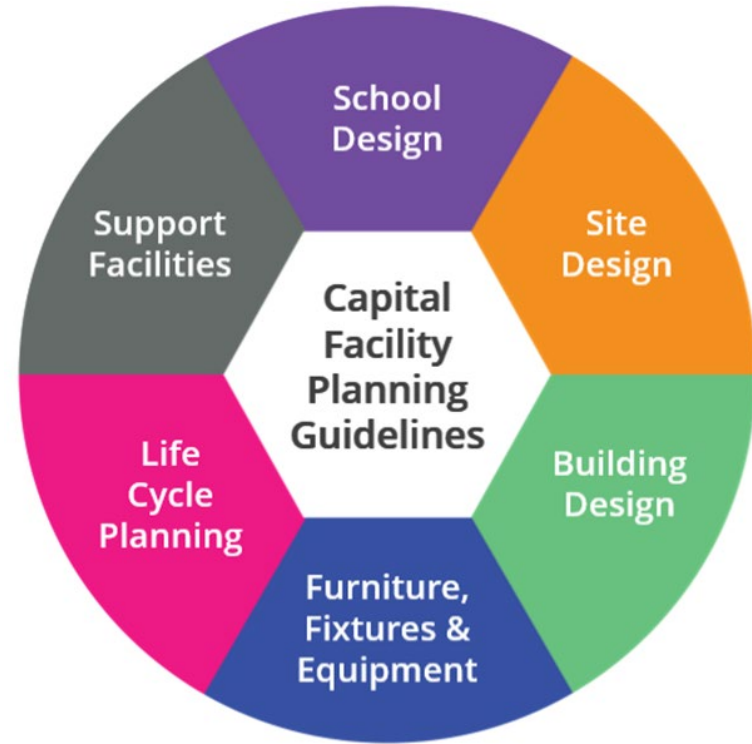 School
Design
Site
Design
Building
Design
Furniture,
Fixtures &
Equipment
Life
Cycle
Planning
Support
Facilities
Capital
Facility
Planning
Guidelines